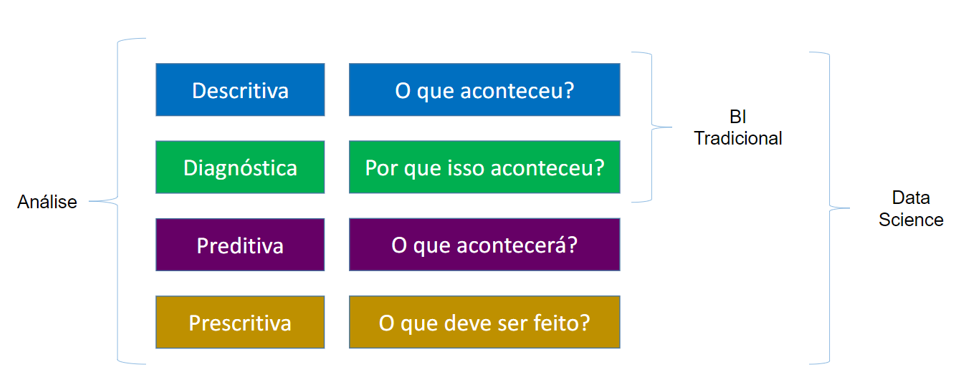 Análise
Descritiva
O que aconteceu?
Diagnóstica
Por que isso aconteceu?
Preditiva
O que acontecerá?
Prescritiva
O que deve ser feito?
BI
Tradicional
Data
Science